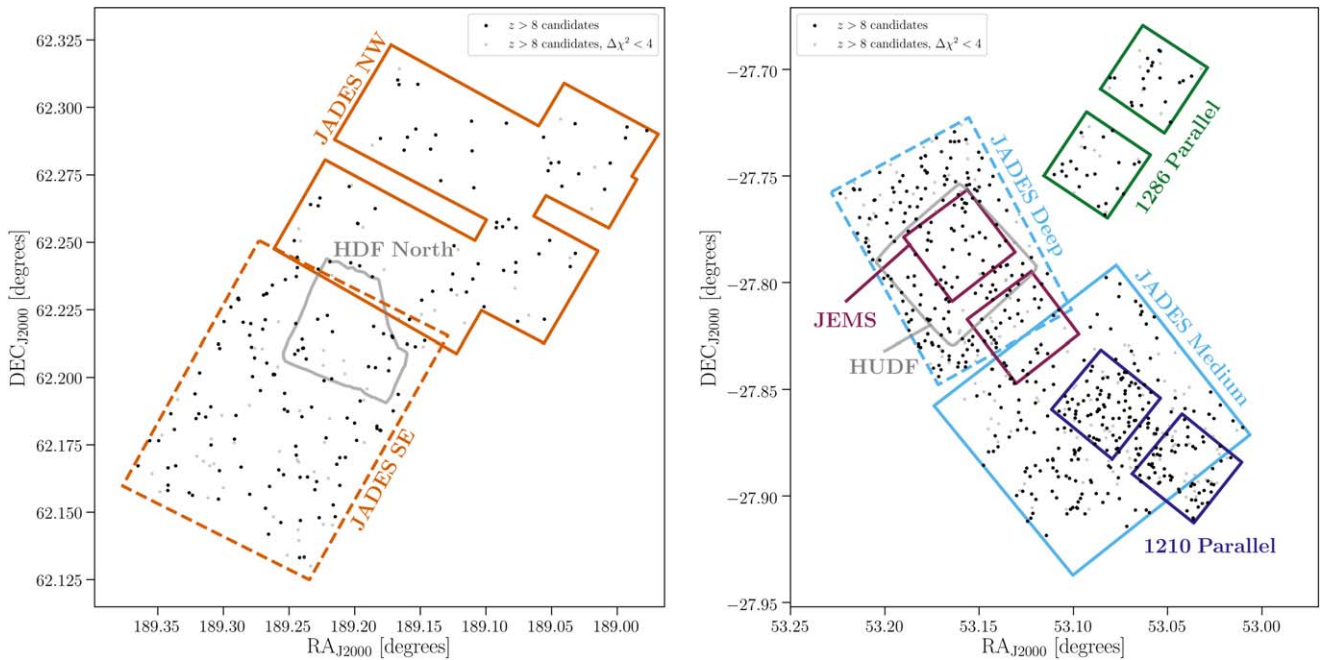 z > 8 candidates
z > 8 candidates, Δχ² < 4
JADES NW
HDF North
JADES SE
62.325
62.300
62.275
62.250
62.225
62.200
62.175
62.150
62.125
DEC_J2000 [degrees]
189.35 189.30 189.25 189.20 189.15 189.10 189.05 189.00
RA_J2000 [degrees]
z > 8 candidates
z > 8 candidates, Δχ² < 4
1286 Parallel
JADES Deep
JEMS
HUDF
JADES Medium
1210 Parallel
−27.70
−27.75
−27.80
−27.85
−27.90
−27.95
DEC_J2000 [degrees]
53.25 53.20 53.15 53.10 53.05 53.00
RA_J2000 [degrees]